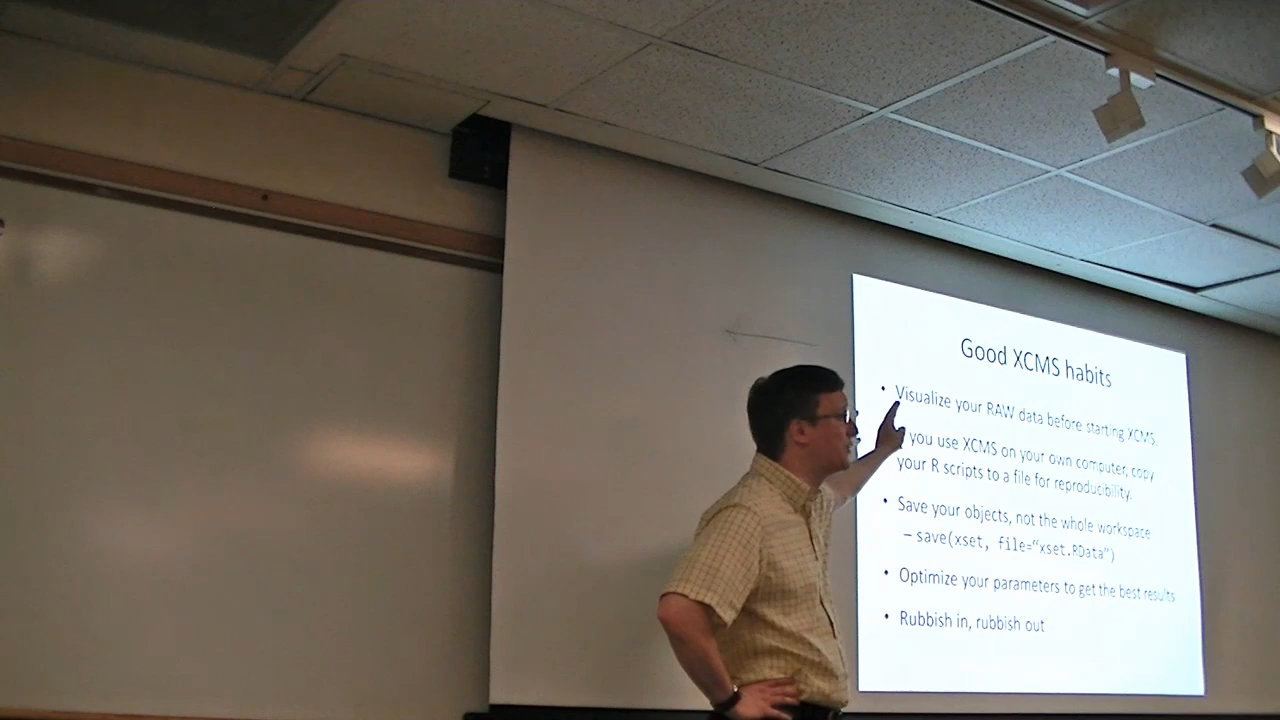 Good XCMS habits
• Visualize your RAW data before starting XCMS.
you use XCMS on your own computer, copy
your R scripts to a file for reproducibility.
• Save your objects, not the whole workspace
– save(xset, file="xset.RData")
• Optimize your parameters to get the best results
• Rubbish in, rubbish out